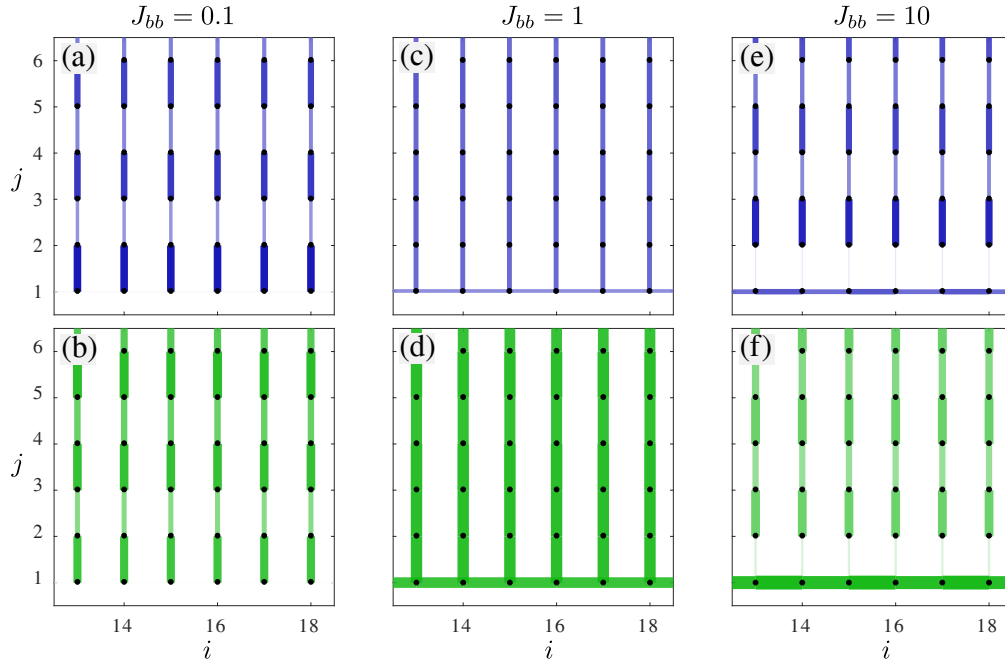 J_{bb} = 0.1
J_{bb} = 1
J_{bb} = 10
(a)
(c)
(e)
6
5
4
3
2
1
j
(b)
(d)
(f)
6
5
4
3
2
1
j
14 16 18
14 16 18
14 16 18
i
i
i